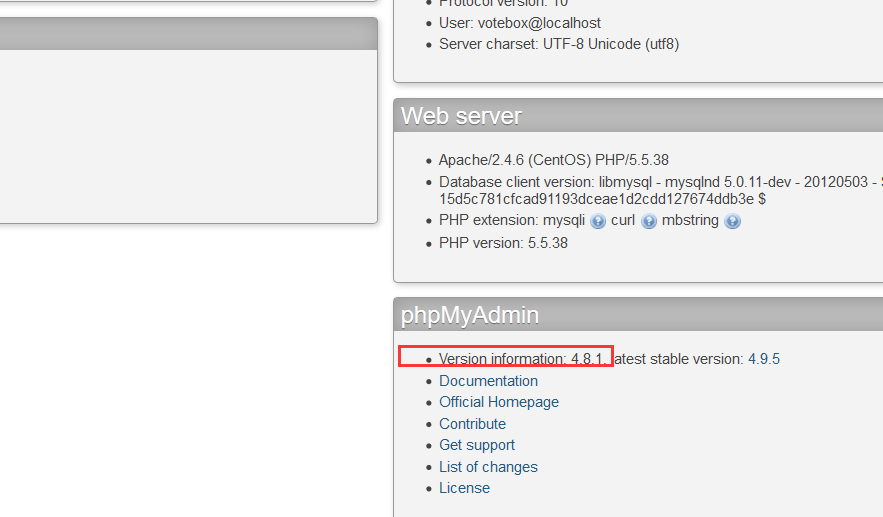 Protocol version: 10
User: votebox@localhost
Server charset: UTF-8 Unicode (utf8)
Web server
Apache/2.4.6 (CentOS) PHP/5.5.38
Database client version: libmysql - mysqlnd 5.0.11-dev - 20120503 -
15d5c781cfcad91193dceae1d2cdd127674ddb3e $
PHP extension: mysqli curl mbstring
PHP version: 5.5.38
phpMyAdmin
Version information: 4.8.1, latest stable version: 4.9.5
Documentation
Official Homepage
Contribute
Get support
List of changes
License